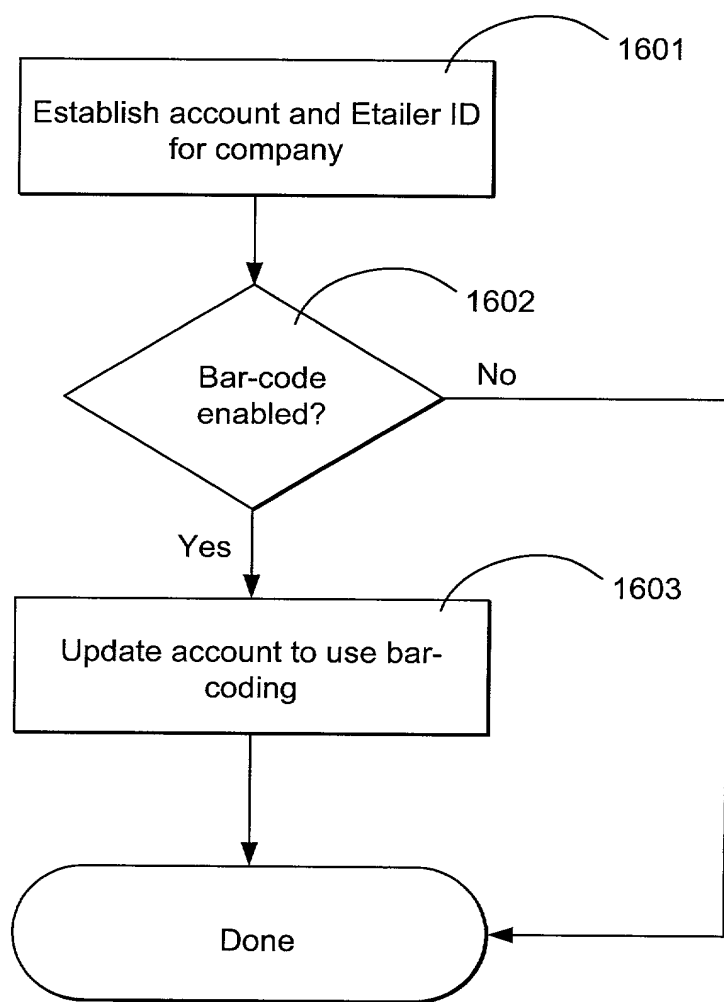 1601
Establish account and Etailer ID
for company
1602
Bar-code
enabled?
No
Yes
1603
Update account to use bar-
coding
Done